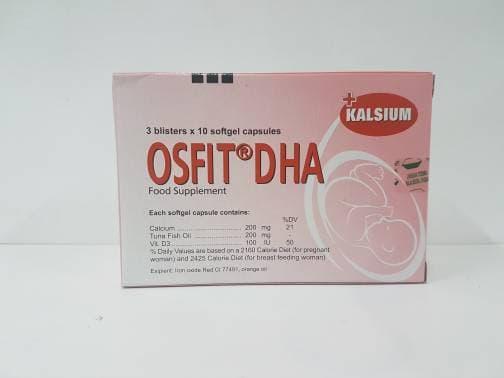 +
KALSIUM
3 blisters x 10 softgel capsules
OSFIT® DHA
Food Supplement
Each softgel capsule contains:
%DV
Calcium ........................ 200 mg 21
Tuna Fish Oil ................. 200 mg -
Vit. D3 ........................... 100 IU 50
% Daily Values are based on a 2160 Calorie Diet (for pregnant
woman) and 2425 Calorie Diet (for breast feeding woman)
Exipient: Iron oxide Red CI 77491, orange oil